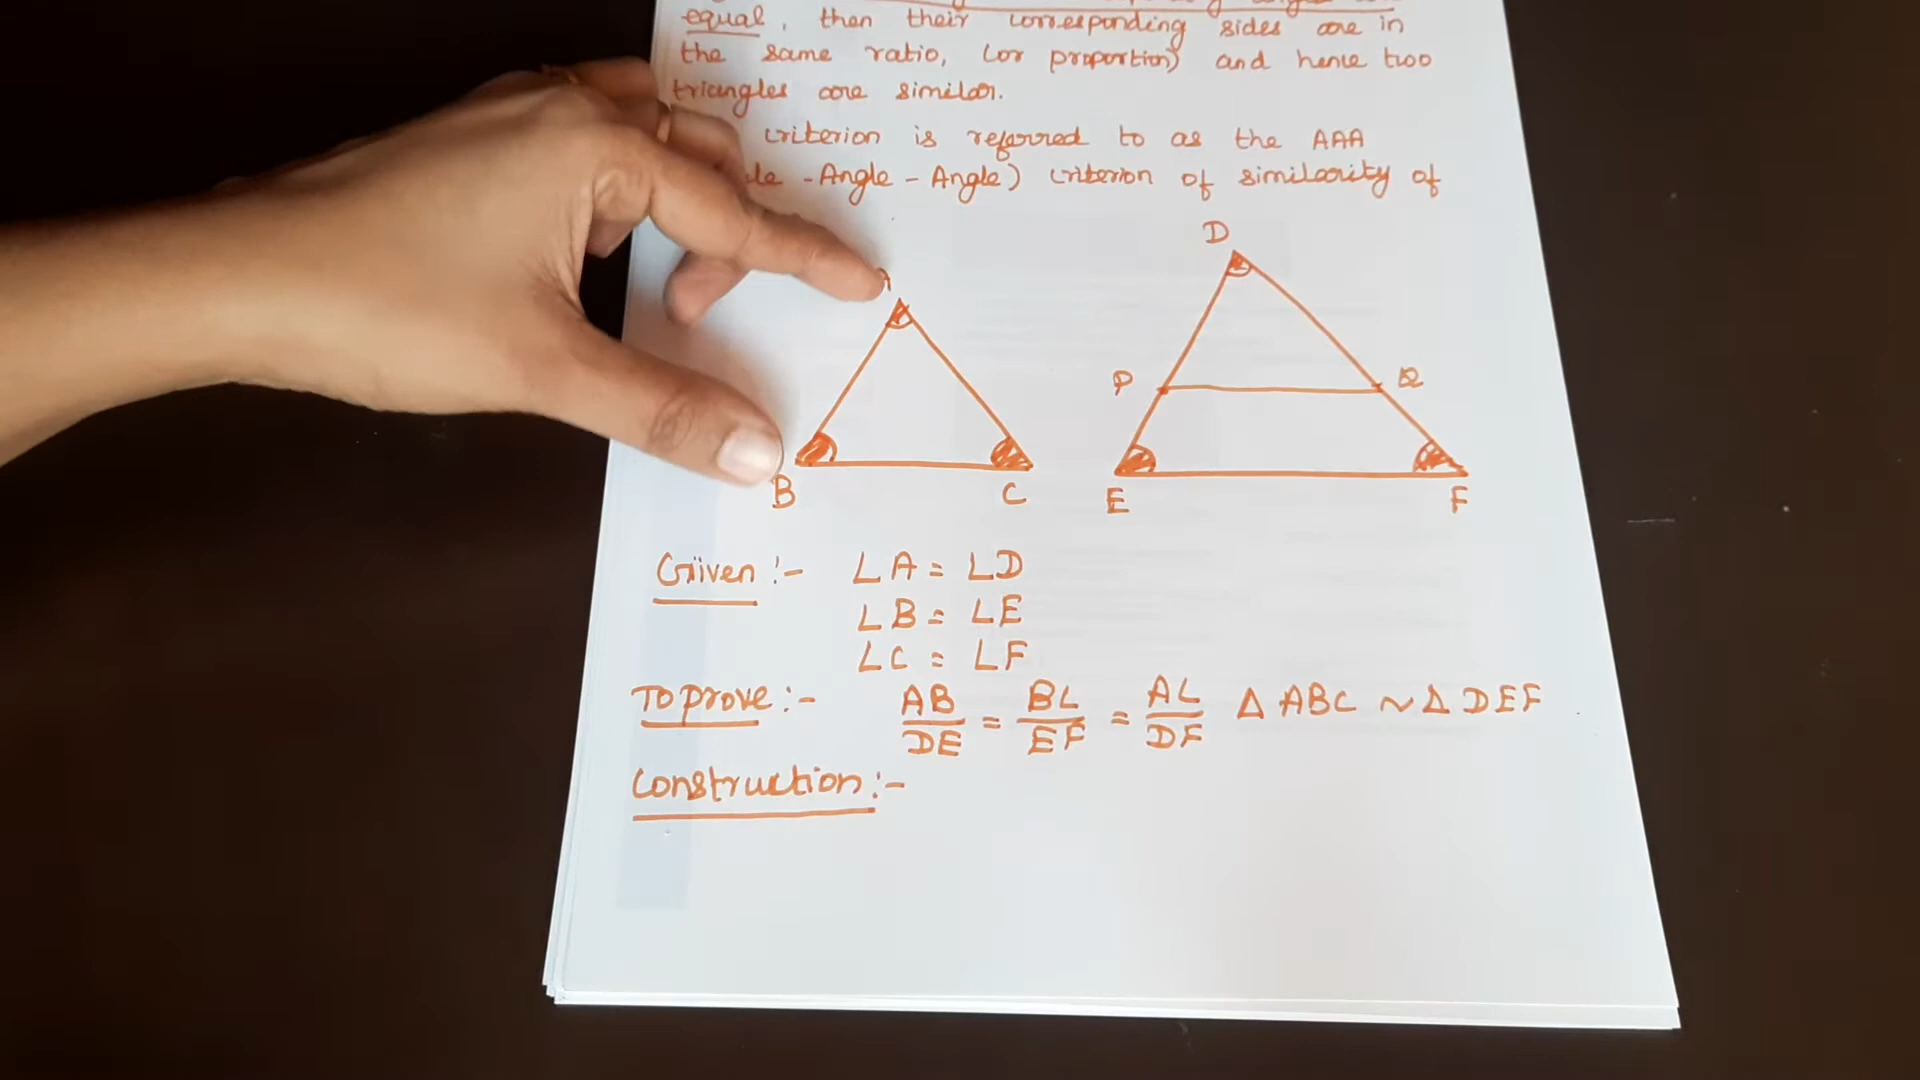 equal, then their corresponding sides are in
the same ratio, (or proportion) and hence two
triangles are similar.
criterion is referred to as the AAA
-Angle - Angle) criterion of similarity of
D
A
P Q
B C E F
Given :- ∠A = ∠D
∠B = ∠E
∠C = ∠F
To prove :- AB/DE = BC/EF = AC/DF Δ ABC ~ Δ DEF
Construction :-